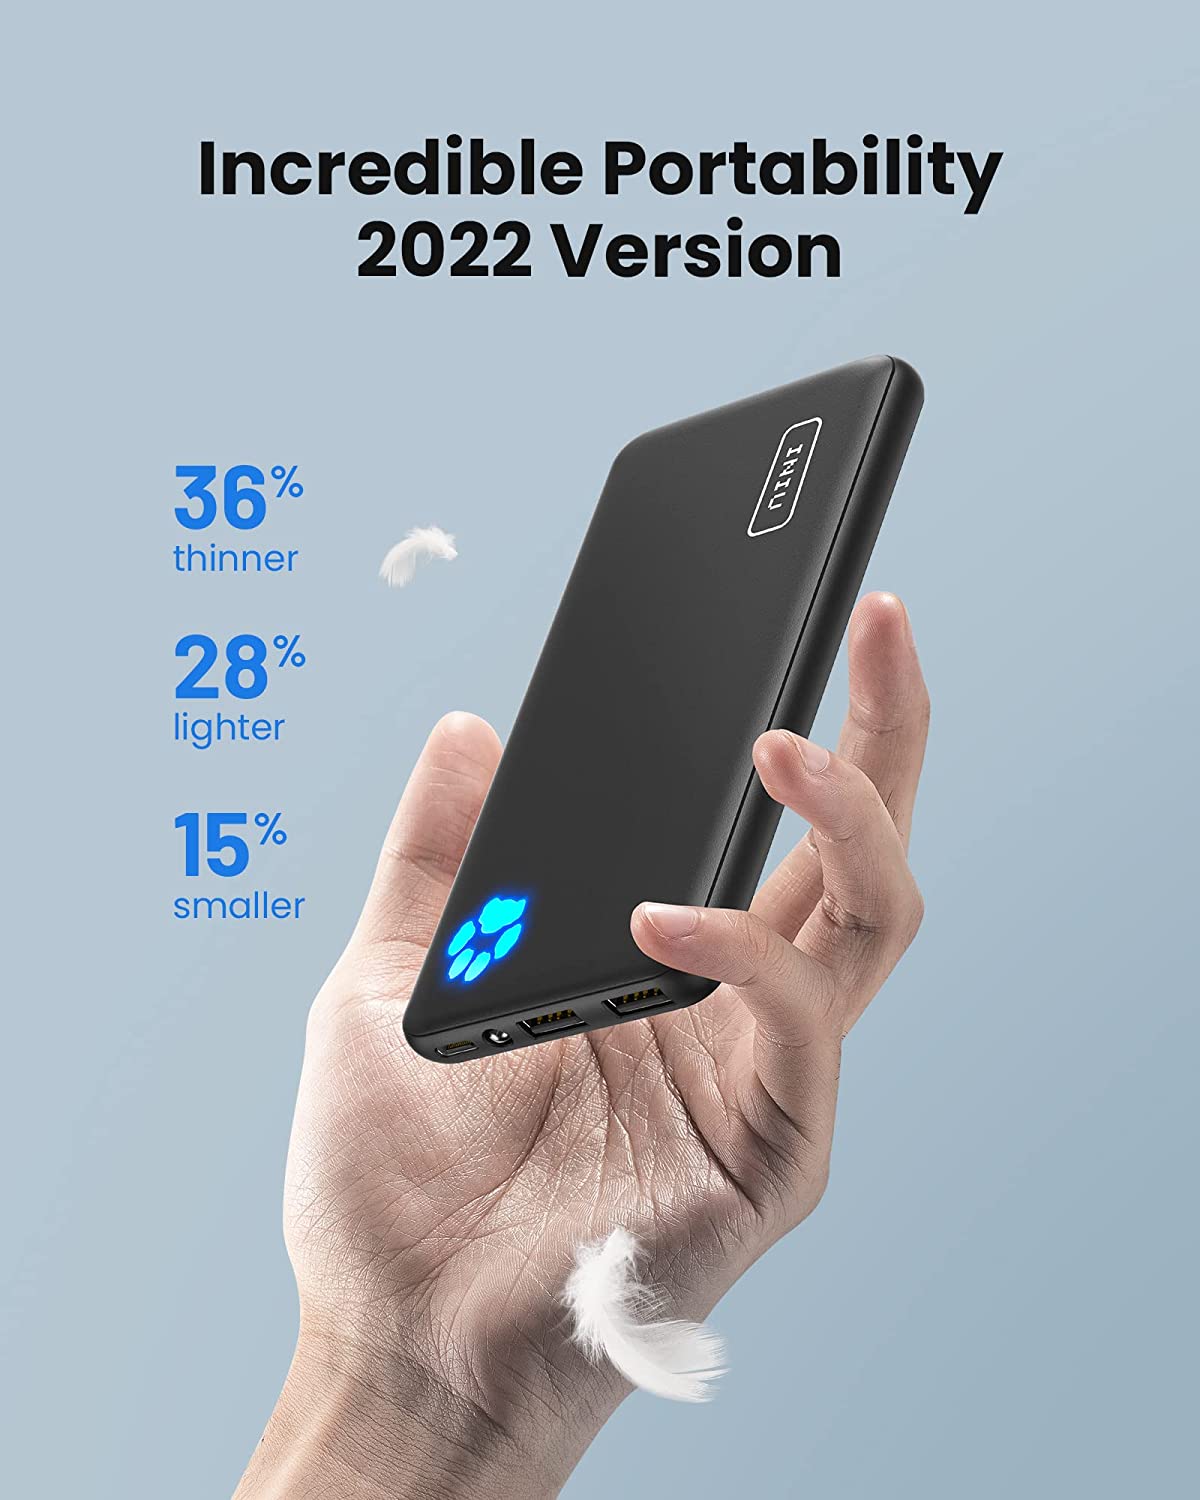 Incredible Portability
2022 Version
INIU
36%
thinner
28%
lighter
15%
smaller